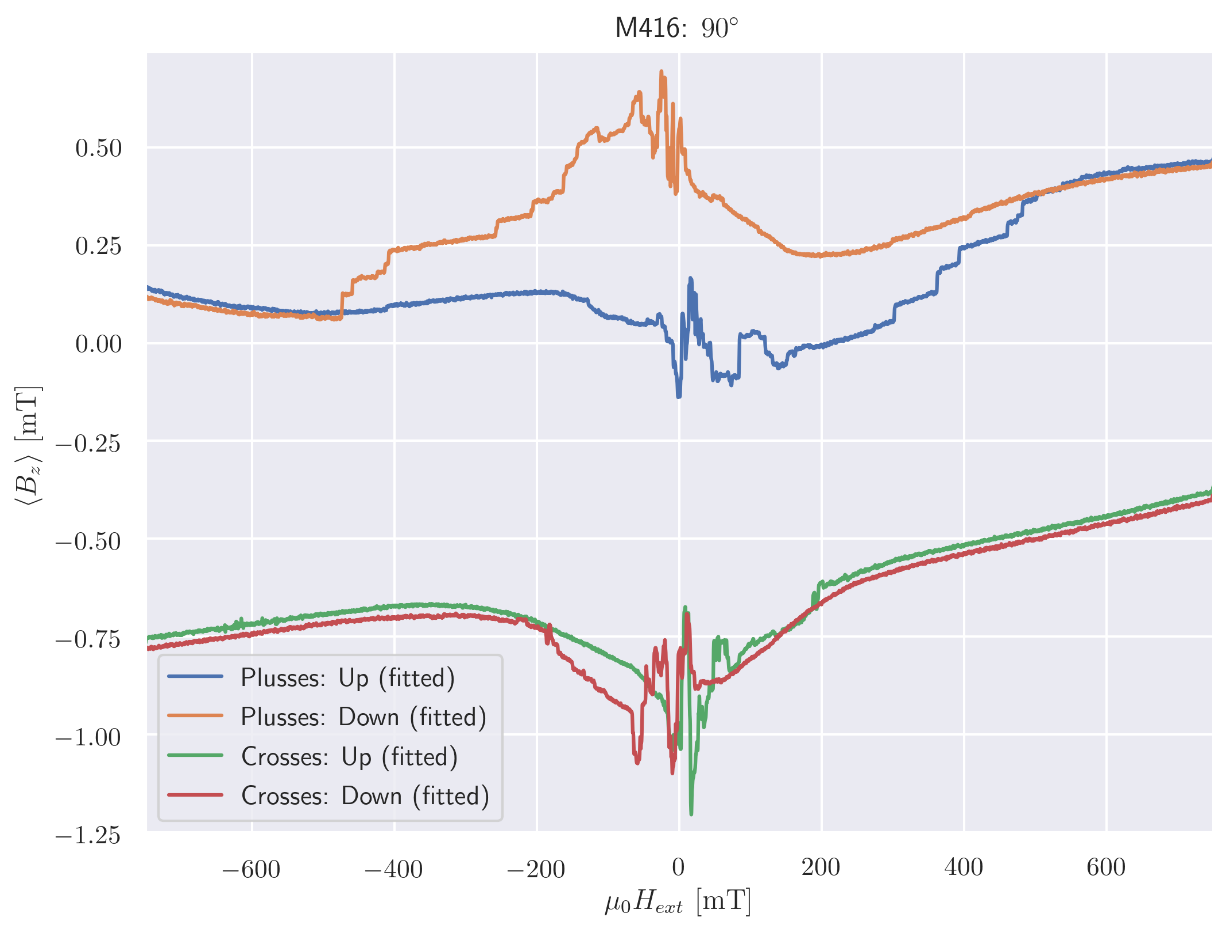 M416: 90°
0.50
0.25
0.00
−0.25
−0.50
−0.75
−1.00
−1.25
⟨B_z⟩ [mT]
Plusses: Up (fitted)
Plusses: Down (fitted)
Crosses: Up (fitted)
Crosses: Down (fitted)
−600 −400 −200 0 200 400 600
μ₀H_ext [mT]